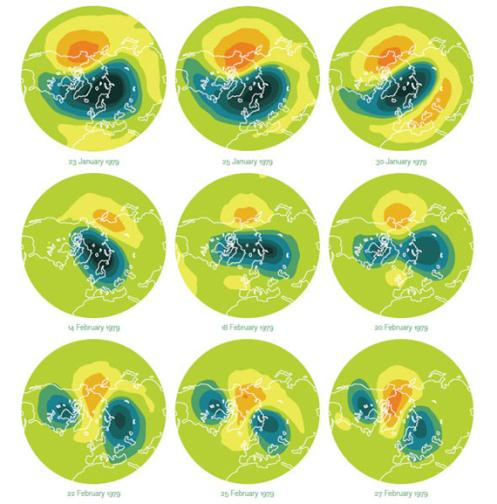 23 January 1979
25 January 1979
30 January 1979
14 February 1979
18 February 1979
20 February 1979
22 February 1979
25 February 1979
27 February 1979